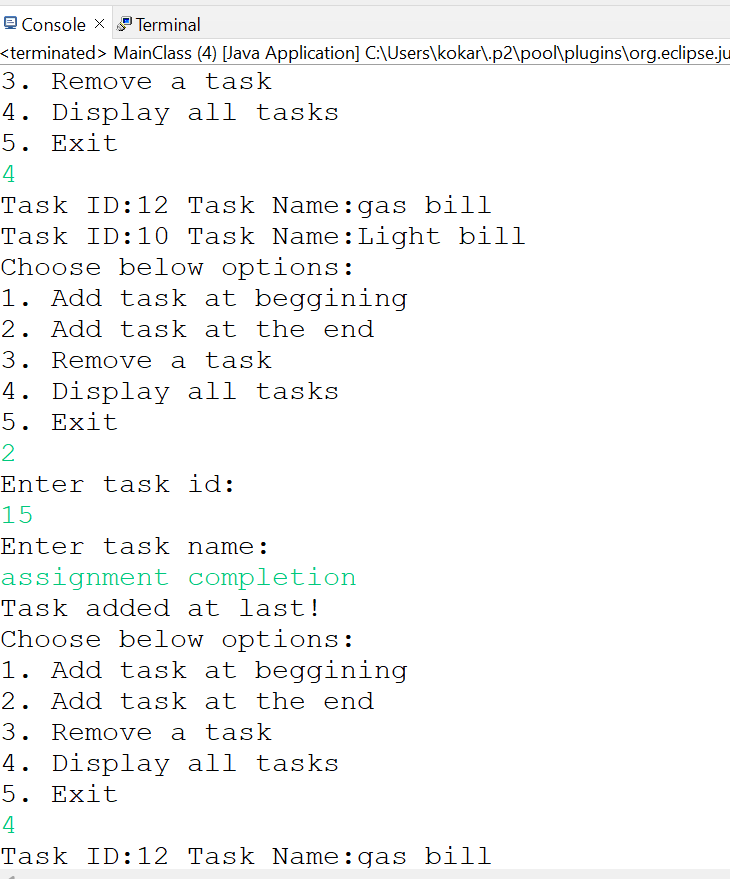 Console × Terminal
<terminated> MainClass (4) [Java Application] C:\Users\kokar\.p2\pool\plugins\org.eclipse.ju
3. Remove a task
4. Display all tasks
5. Exit
4
Task ID:12 Task Name:gas bill
Task ID:10 Task Name:Light bill
Choose below options:
1. Add task at beggining
2. Add task at the end
3. Remove a task
4. Display all tasks
5. Exit
2
Enter task id:
15
Enter task name:
assignment completion
Task added at last!
Choose below options:
1. Add task at beggining
2. Add task at the end
3. Remove a task
4. Display all tasks
5. Exit
4
Task ID:12 Task Name:gas bill